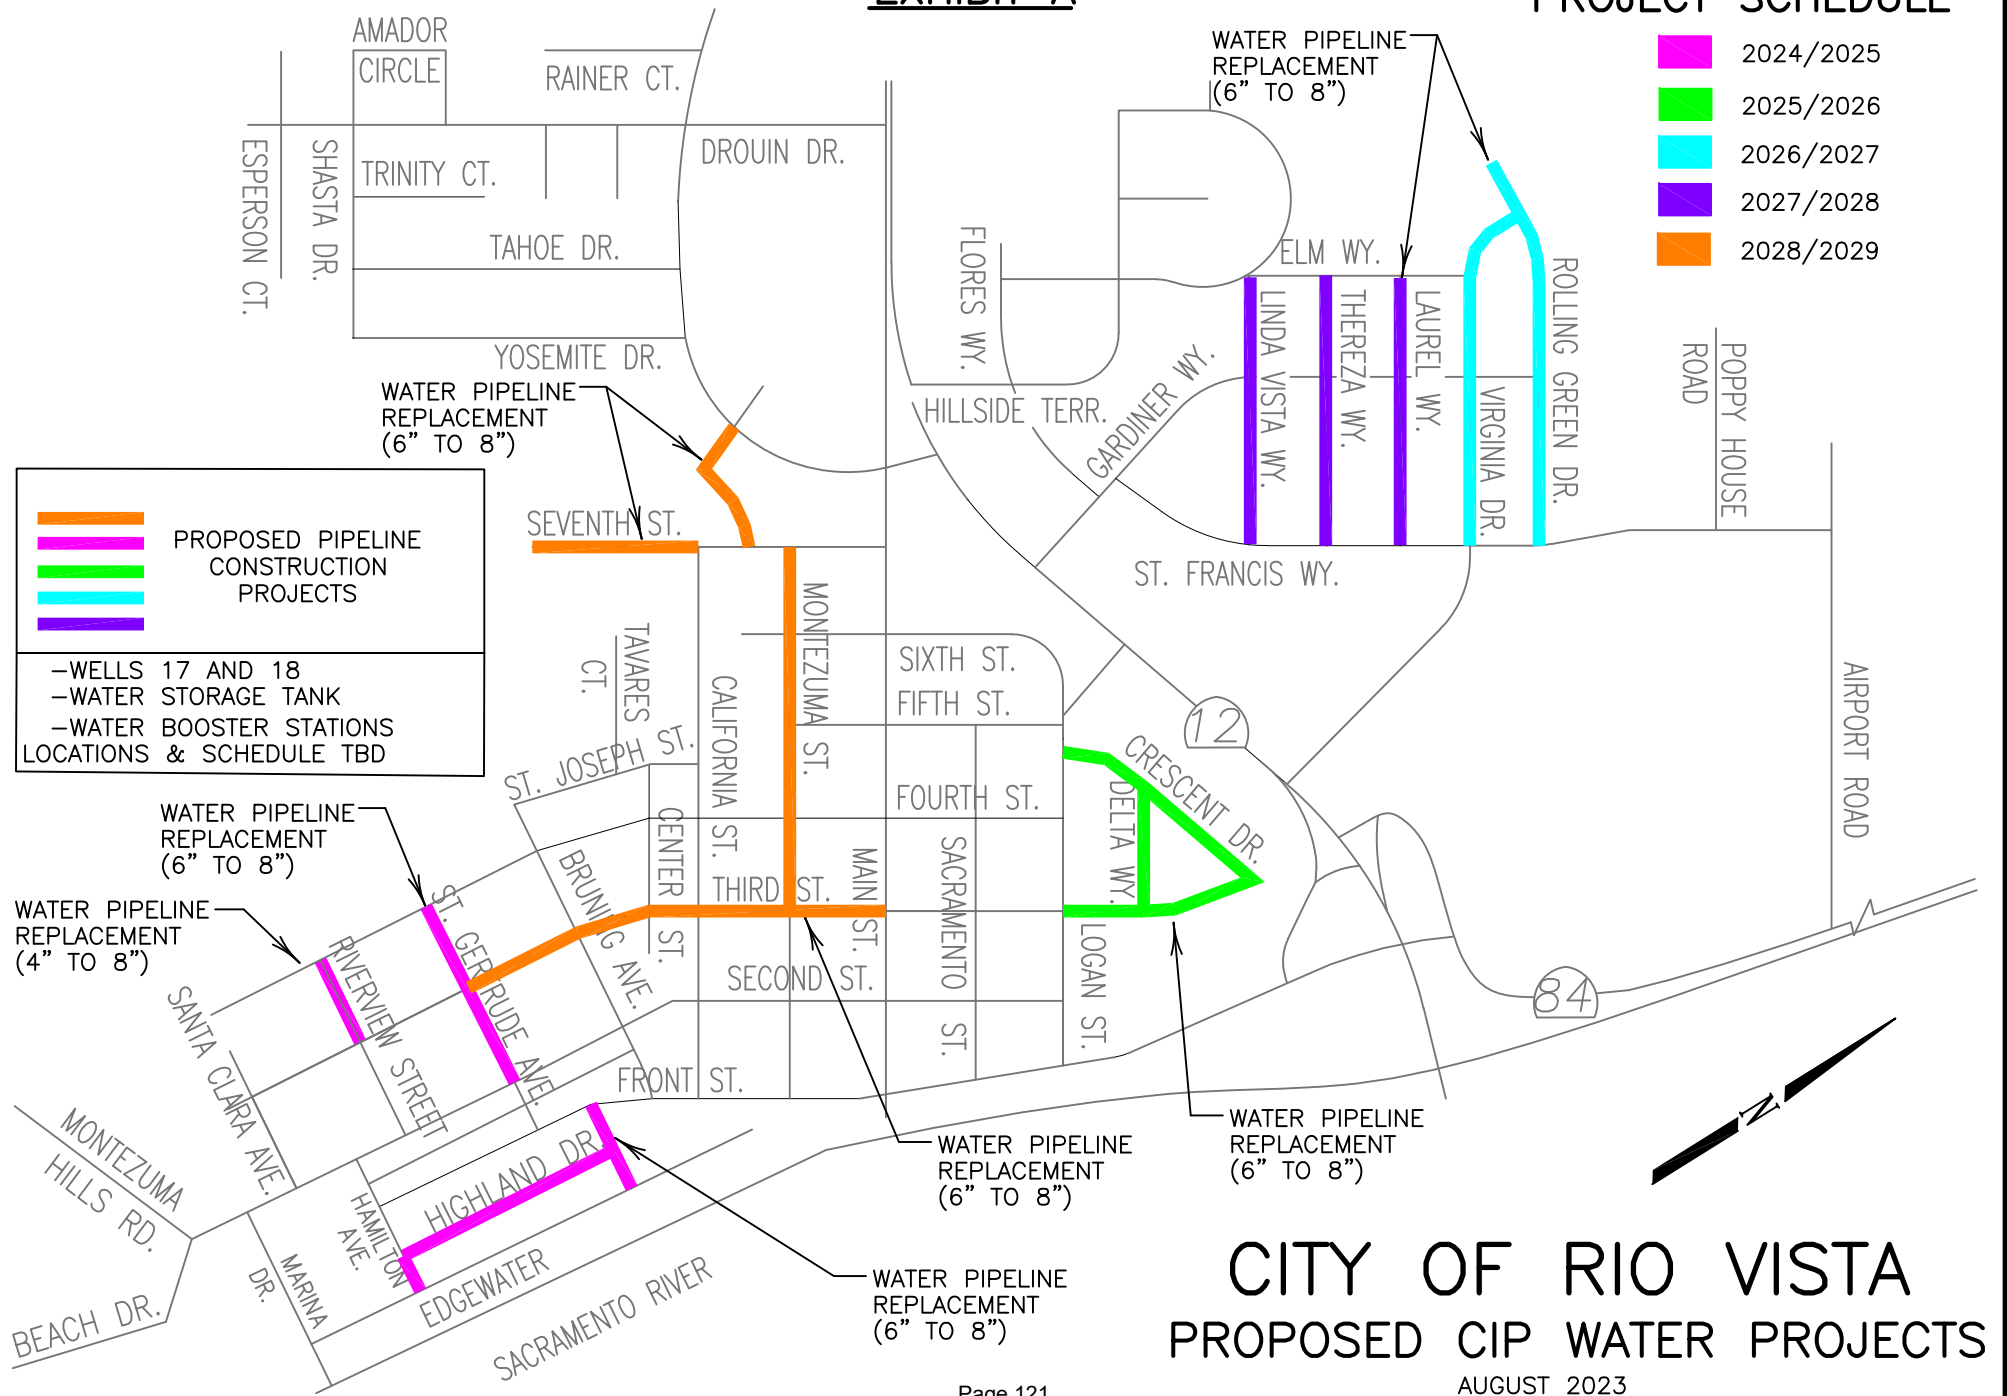 EXHIBIT A
PROJECT SCHEDULE
2024/2025
2025/2026
2026/2027
2027/2028
2028/2029
AMADOR
CIRCLE
RAINER CT.
ESPERSON CT.
SHASTA DR.
TRINITY CT.
DROUIN DR.
TAHOE DR.
YOSEMITE DR.
WATER PIPELINE
REPLACEMENT
(6" TO 8")
FLORES WY.
ELM WY.
HILLSIDE TERR.
GARDINER WY.
LINDA VISTA WY.
THEREZA WY.
LAUREL WY.
VIRGINIA DR.
ROLLING GREEN DR.
POPPY HOUSE
ROAD
WATER PIPELINE
REPLACEMENT
(6" TO 8")
SEVENTH ST.
ST. FRANCIS WY.
PROPOSED PIPELINE
CONSTRUCTION
PROJECTS
-WELLS 17 AND 18
-WATER STORAGE TANK
-WATER BOOSTER STATIONS
LOCATIONS & SCHEDULE TBD
TAVARES
CT.
CALIFORNIA ST.
MONTEZUMA ST.
SIXTH ST.
FIFTH ST.
12
AIRPORT ROAD
ST. JOSEPH ST.
CENTER ST.
FOURTH ST.
DELTA WY.
CRESCENT DR.
WATER PIPELINE
REPLACEMENT
(6" TO 8")
BRUNING AVE.
THIRD ST.
MAIN ST.
SACRAMENTO ST.
LOGAN ST.
WATER PIPELINE
REPLACEMENT
(4" TO 8")
ST. GERTRUDE AVE.
RIVERVIEW STREET
SECOND ST.
84
SANTA CLARA AVE.
FRONT ST.
MONTEZUMA
HILLS RD.
HIGHLAND DR.
HAMILTON
AVE.
MARINA
DR.
EDGEWATER
BEACH DR.
SACRAMENTO RIVER
WATER PIPELINE
REPLACEMENT
(6" TO 8")
WATER PIPELINE
REPLACEMENT
(6" TO 8")
WATER PIPELINE
REPLACEMENT
(6" TO 8")
N
CITY OF RIO VISTA
PROPOSED CIP WATER PROJECTS
AUGUST 2023
Page 121